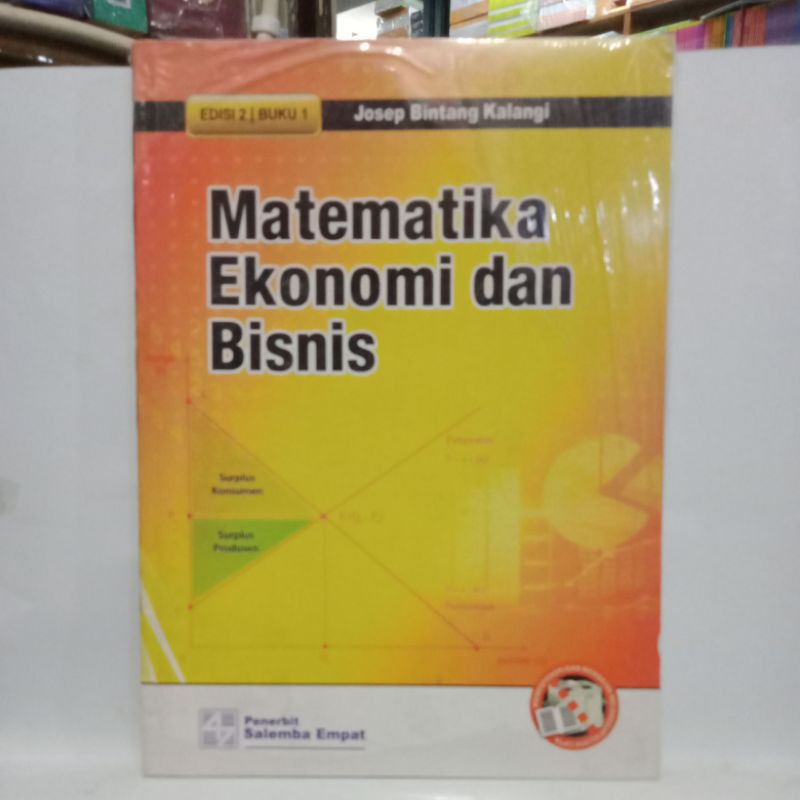 EDISI 2 | BUKU 1
Josep Bintang Kalangi
Matematika
Ekonomi dan
Bisnis
Surplus
Konsumen
Surplus
Produsen
Penerbit
Salemba Empat